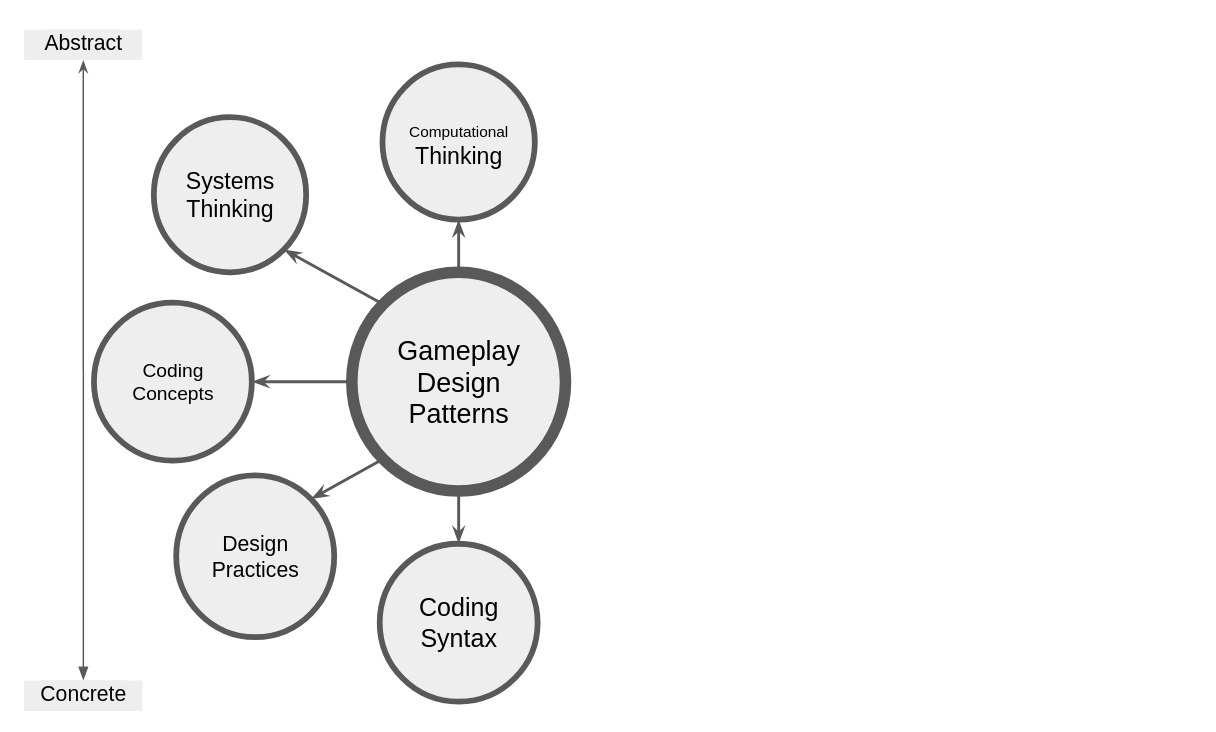 Abstract
Computational
Thinking
Systems
Thinking
Gameplay
Design
Patterns
Coding
Concepts
Design
Practices
Coding
Syntax
Concrete